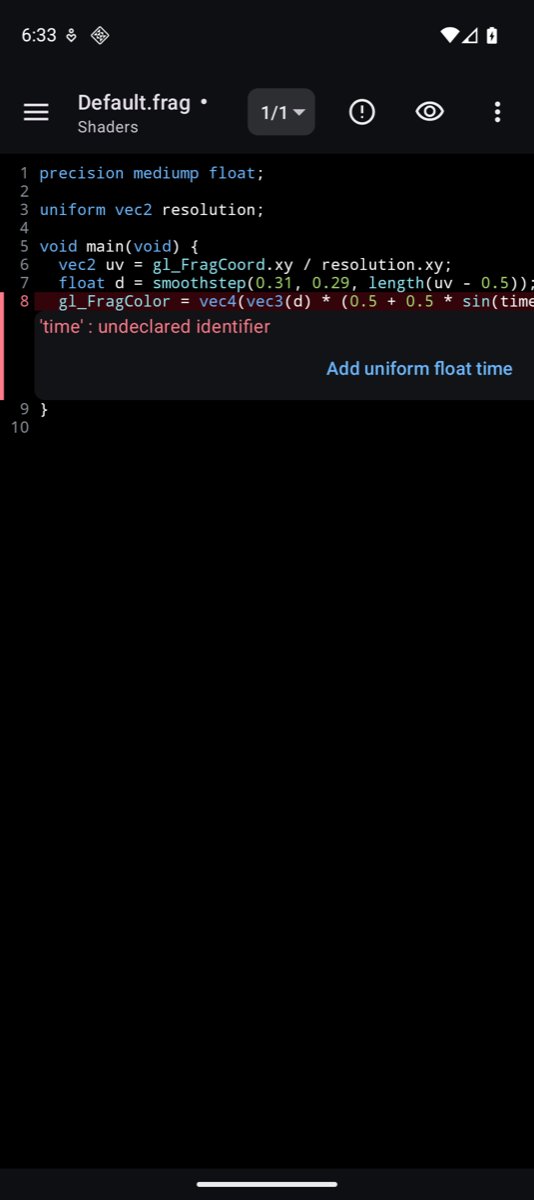 6:33
Default.frag •
Shaders
1/1
1 precision mediump float;
2
3 uniform vec2 resolution;
4
5 void main(void) {
6   vec2 uv = gl_FragCoord.xy / resolution.xy;
7   float d = smoothstep(0.31, 0.29, length(uv - 0.5));
8   gl_FragColor = vec4(vec3(d) * (0.5 + 0.5 * sin(time
'time' : undeclared identifier
Add uniform float time
9 }
10